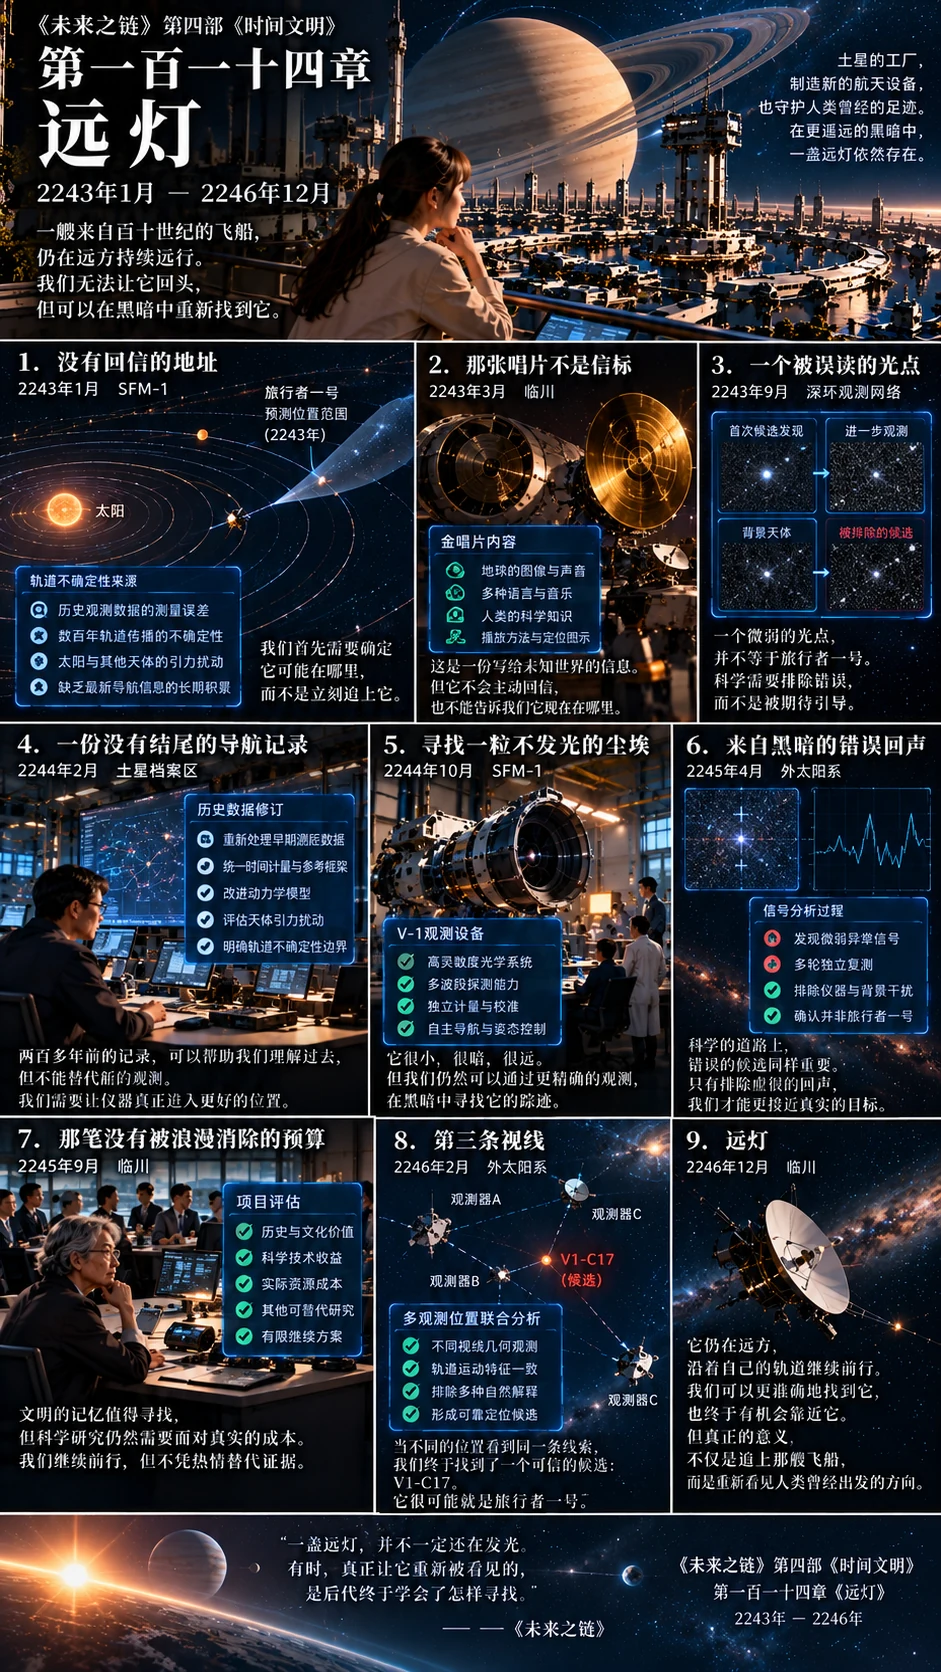 《未来之链》第四部《时间文明》
第一百一十四章
远灯
2243年1月 — 2246年12月
一艘来自百十世纪的飞船，
仍在远方持续远行。
我们无法让它回头，
但可以在黑暗中重新找到它。
土星的工厂，
制造新的航天设备，
也守护人类曾经的足迹。
在更遥远的黑暗中，
一盏远灯依然存在。
1. 没有回信的地址
2243年1月 SFM-1
旅行者一号
预测位置范围
(2243年)
太阳
轨道不确定性来源
历史观测数据的测量误差
数百年轨道传播的不确定性
太阳与其他天体的引力扰动
缺乏最新导航信息的长期积累
我们首先需要确定
它可能在哪里，
而不是立刻追上它。
2. 那张唱片不是信标
2243年3月 临川
金唱片内容
地球的图像与声音
多种语言与音乐
人类的科学知识
播放方法与定位图示
这是一份写给未知世界的信息。
但它不会主动回信，
也不能告诉我们它现在在哪里。
3. 一个被误读的光点
2243年9月 深环观测网络
首次候选发现
进一步观测
背景天体
被排除的候选
一个微弱的光点，
并不等于旅行者一号。
科学需要排除错误，
而不是被期待引导。
4. 一份没有结尾的导航记录
2244年2月 土星档案区
历史数据修订
重新处理早期测距数据
统一时间计量与参考框架
改进动力学模型
评估天体引力扰动
明确轨道不确定性边界
两百多年前的记录，可以帮助我们理解过去，
但不能替代新的观测。
我们需要让仪器真正进入更好的位置。
5. 寻找一粒不发光的尘埃
2244年10月 SFM-1
V-1观测设备
高灵敏度光学系统
多波段探测能力
独立计量与校准
自主导航与姿态控制
它很小，很暗，很远。
但我们仍然可以通过更精确的观测，
在黑暗中寻找它的踪迹。
6. 来自黑暗的错误回声
2245年4月 外太阳系
信号分析过程
发现微弱异常信号
多轮独立复测
排除仪器与背景干扰
确认并非旅行者一号
科学的道路上，
错误的候选同样重要。
只有排除虚假的回声，
我们才能更接近真实的目标。
7. 那笔没有被浪漫消除的预算
2245年9月 临川
项目评估
历史与文化价值
科学技术收益
实际资源成本
其他可替代研究
有限继续方案
文明的记忆值得寻找，
但科学研究仍然需要面对真实的成本。
我们继续前行，但不凭热情替代证据。
8. 第三条视线
2246年2月 外太阳系
观测器A
观测器C
观测器B
V1-C17
(候选)
观测器C
多观测位置联合分析
不同视线几何观测
轨道运动特征一致
排除多种自然解释
形成可靠定位候选
当不同的位置看到同一条线索，
我们终于找到了一个可信的候选：
V1-C17。
它很可能就是旅行者一号。
9. 远灯
2246年12月 临川
它仍在远方，
沿着自己的轨道继续前行。
我们可以更准确地找到它，
也终于有机会靠近它。
但真正的意义，
不仅是追上那艘飞船，
而是重新看见人类曾经出发的方向。
“一盏远灯，并不一定还在发光。
有时，真正让它重新被看见的，
是后代终于学会了怎样寻找。”
—— —《未来之链》
《未来之链》第四部《时间文明》
第一百一十四章《远灯》
2243年 — 2246年